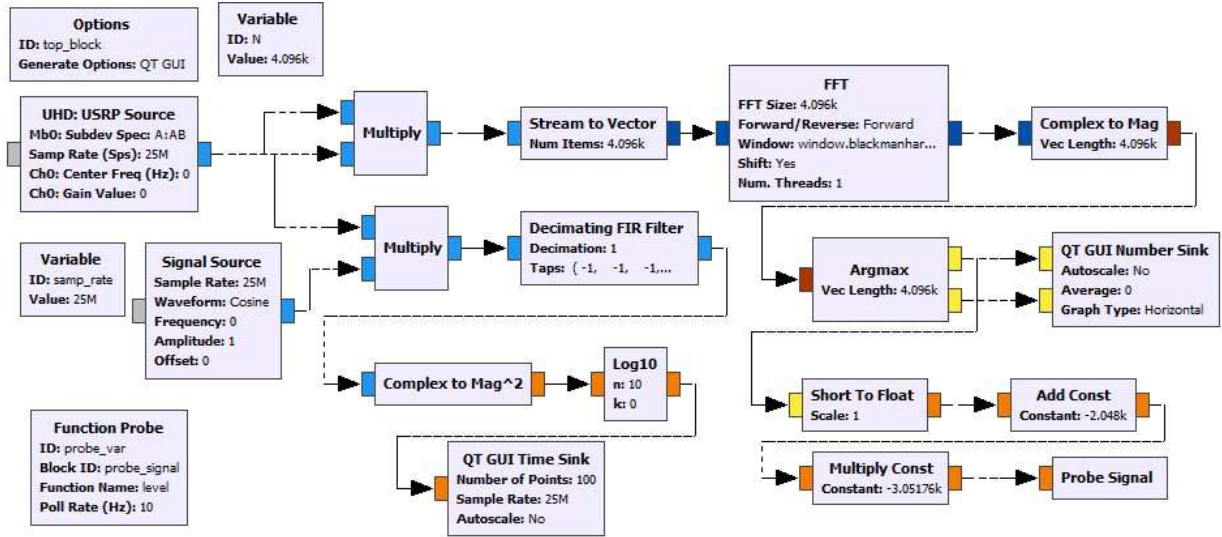 Options
ID: top_block
Generate Options: QT GUI
Variable
ID: N
Value: 4.096k
UHD: USRP Source
Mb0: Subdev Spec: A:AB
Samp Rate (Sps): 25M
Ch0: Center Freq (Hz): 0
Ch0: Gain Value: 0
Multiply
Stream to Vector
Num Items: 4.096k
FFT
FFT Size: 4.096k
Forward/Reverse: Forward
Window: window.blackmanhar...
Shift: Yes
Num. Threads: 1
Complex to Mag
Vec Length: 4.096k
Variable
ID: samp_rate
Value: 25M
Signal Source
Sample Rate: 25M
Waveform: Cosine
Frequency: 0
Amplitude: 1
Offset: 0
Multiply
Decimating FIR Filter
Decimation: 1
Taps: ( -1, -1, -1,...
Argmax
Vec Length: 4.096k
QT GUI Number Sink
Autoscale: No
Average: 0
Graph Type: Horizontal
Complex to Mag^2
Log10
n: 10
k: 0
Short To Float
Scale: 1
Add Const
Constant: -2.048k
Function Probe
ID: probe_var
Block ID: probe_signal
Function Name: level
Poll Rate (Hz): 10
QT GUI Time Sink
Number of Points: 100
Sample Rate: 25M
Autoscale: No
Multiply Const
Constant: -3.05176k
Probe Signal